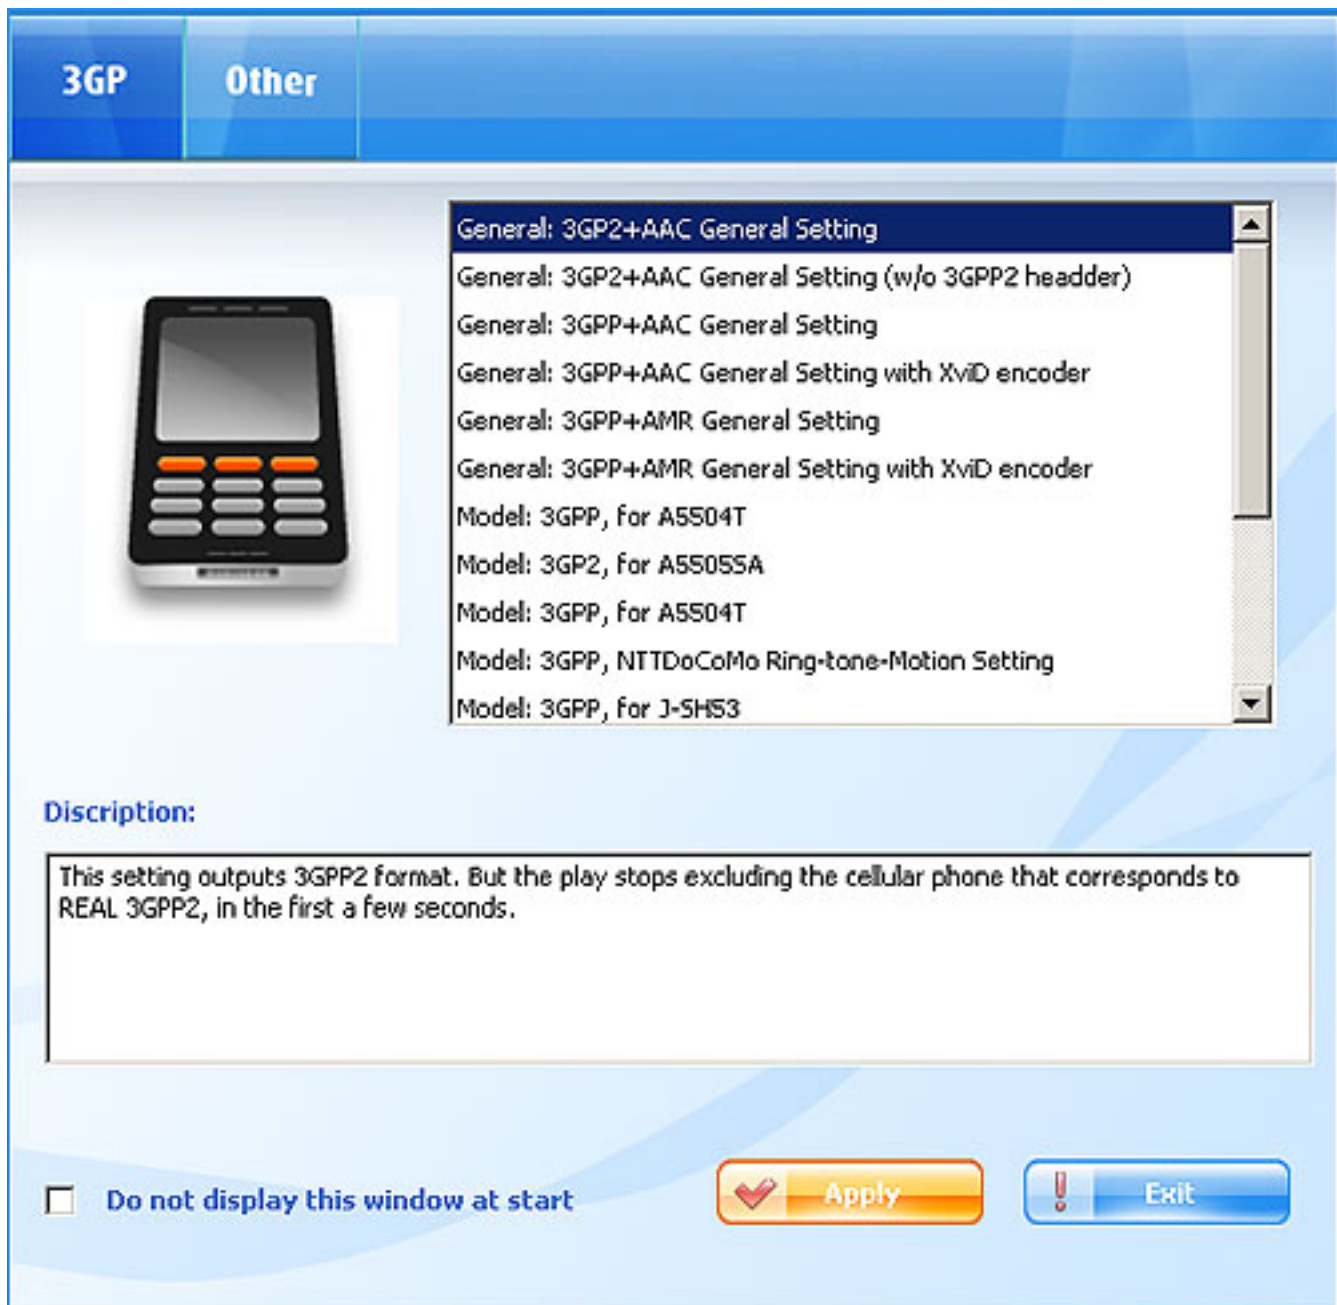 3GP
Other
General: 3GP2+AAC General Setting
General: 3GP2+AAC General Setting (w/o 3GPP2 headder)
General: 3GPP+AAC General Setting
General: 3GPP+AAC General Setting with XviD encoder
General: 3GPP+AMR General Setting
General: 3GPP+AMR General Setting with XviD encoder
Model: 3GPP, for A5504T
Model: 3GP2, for A5505SA
Model: 3GPP, for A5504T
Model: 3GPP, NTTDoCoMo Ring-tone-Motion Setting
Model: 3GPP, for J-SH53
Discription:
This setting outputs 3GPP2 format. But the play stops excluding the cellular phone that corresponds to
REAL 3GPP2, in the first a few seconds.
Do not display this window at start
Apply
Exit